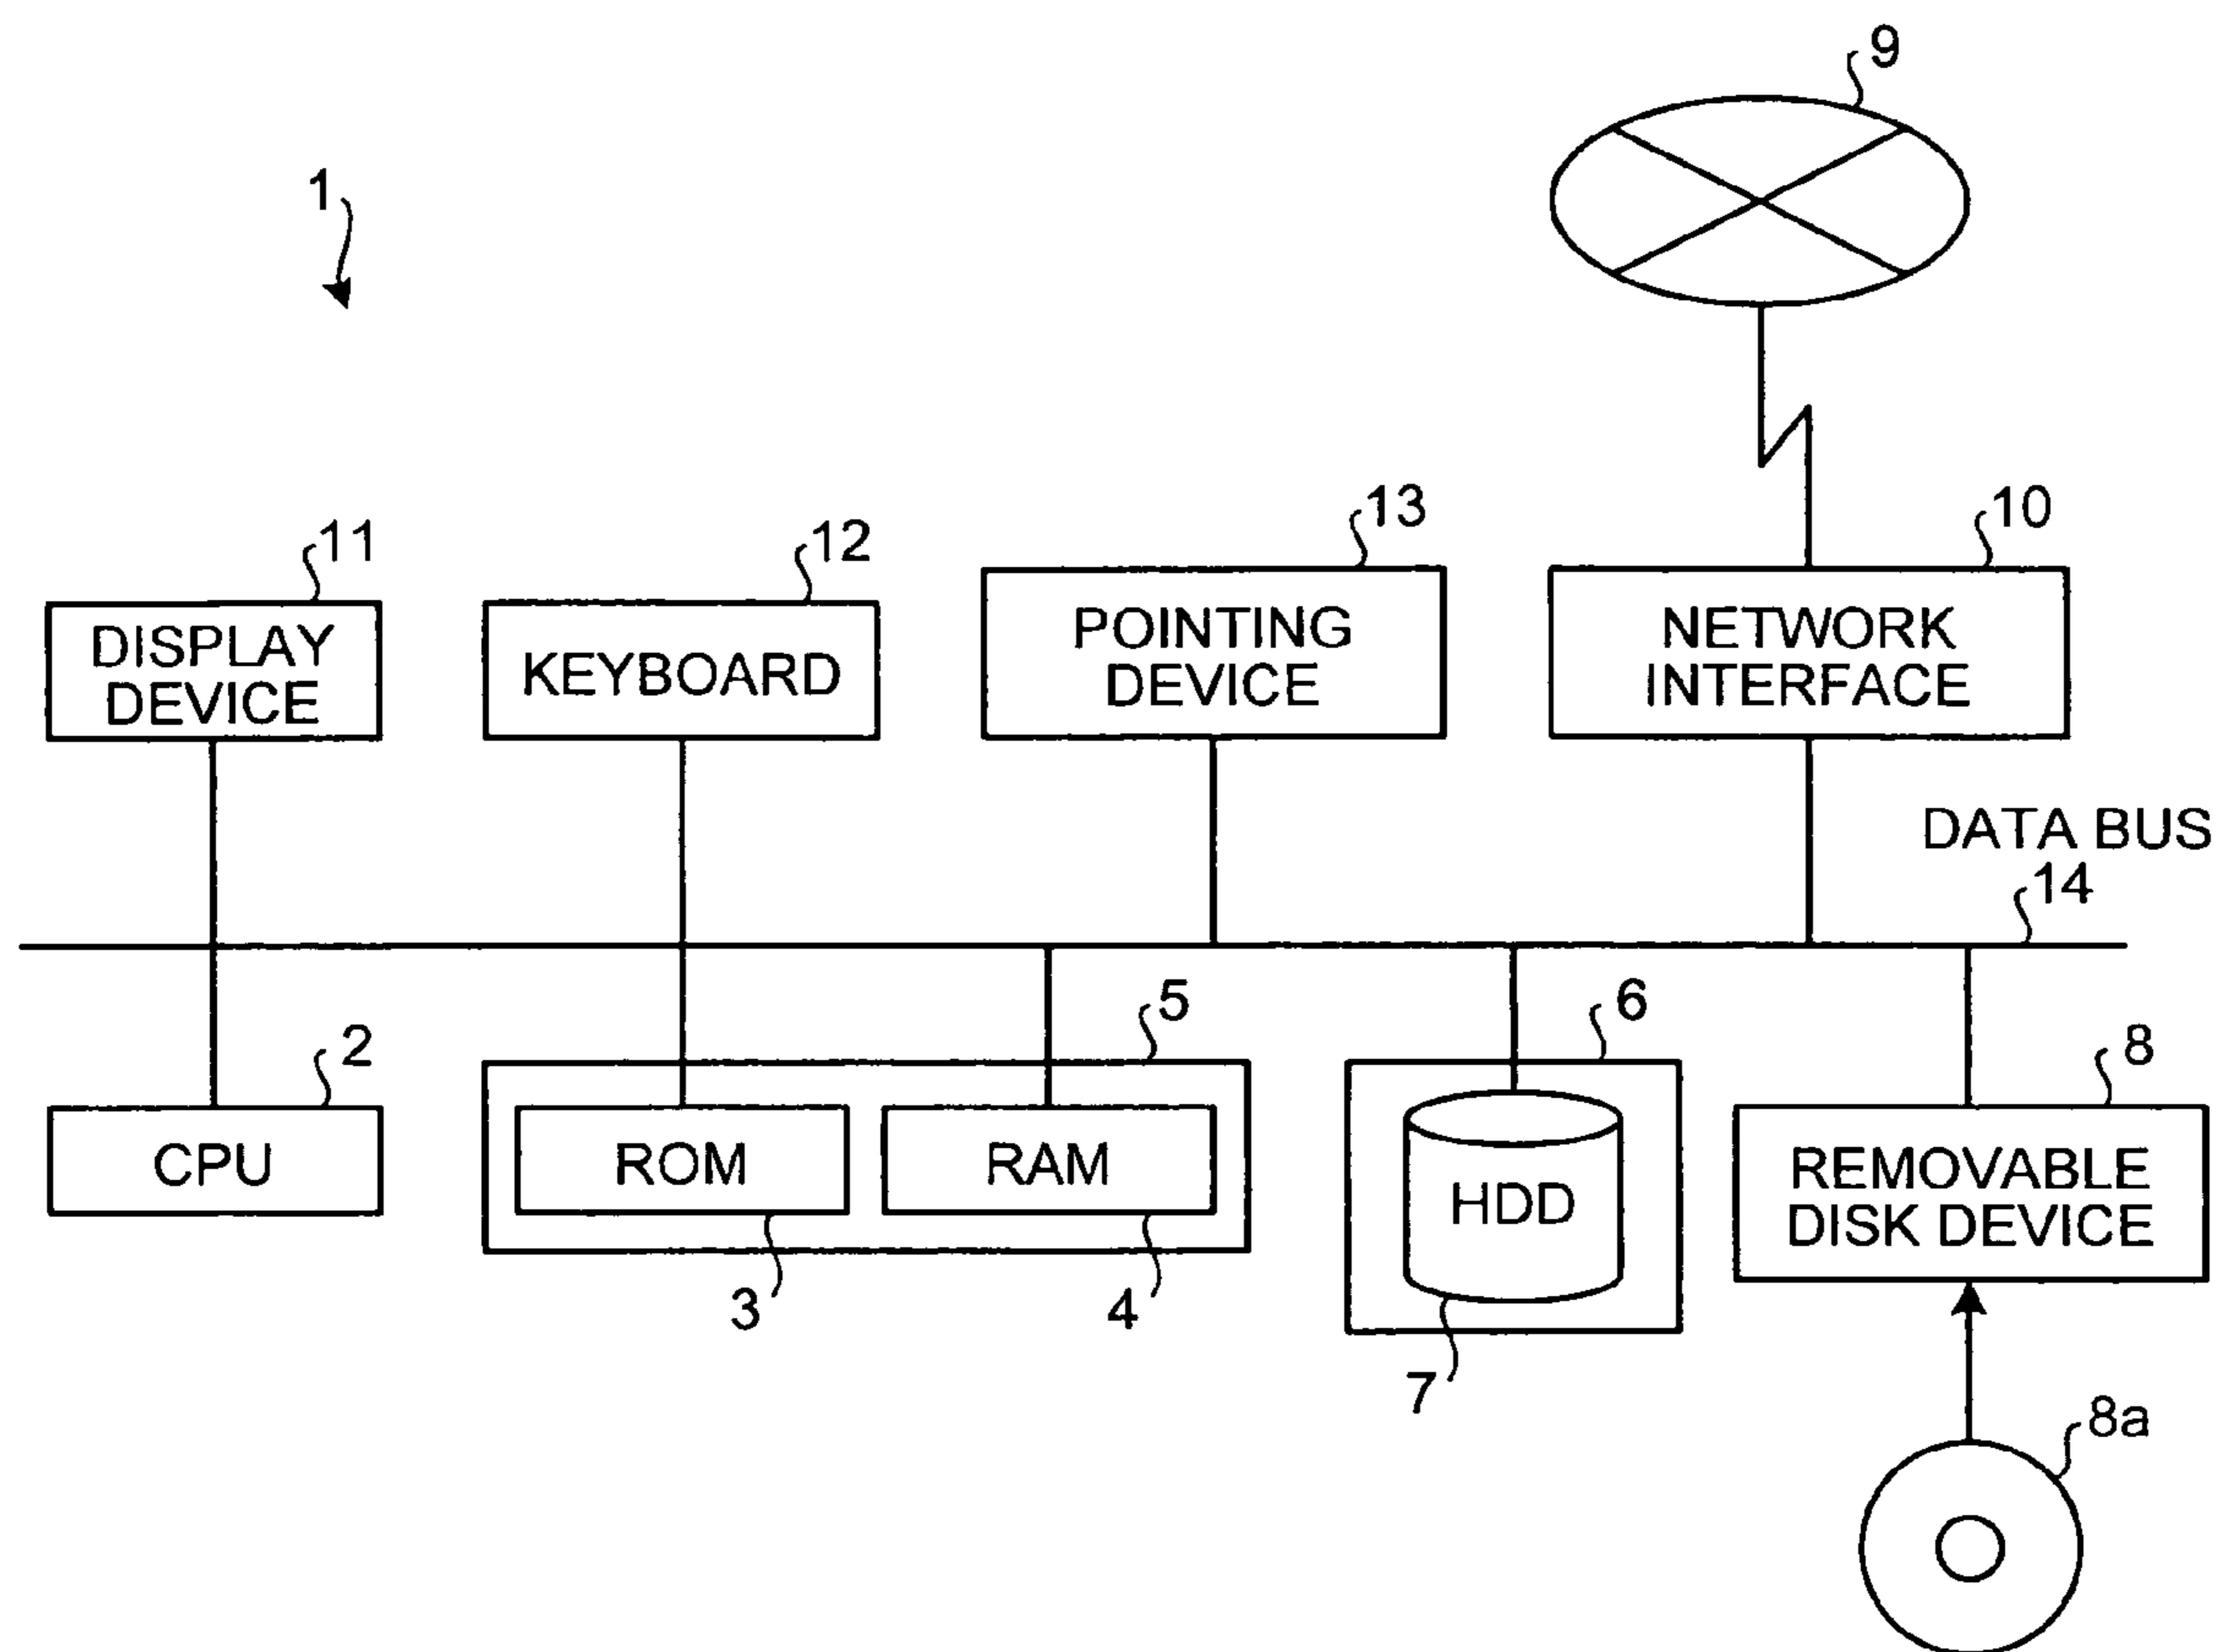 9
1
13
10
11
12
POINTING
DEVICE
NETWORK
INTERFACE
DISPLAY
DEVICE
KEYBOARD
DATA BUS
14
5
6
2
8
CPU
ROM
RAM
HDD
REMOVABLE
DISK DEVICE
3
4
7
8a